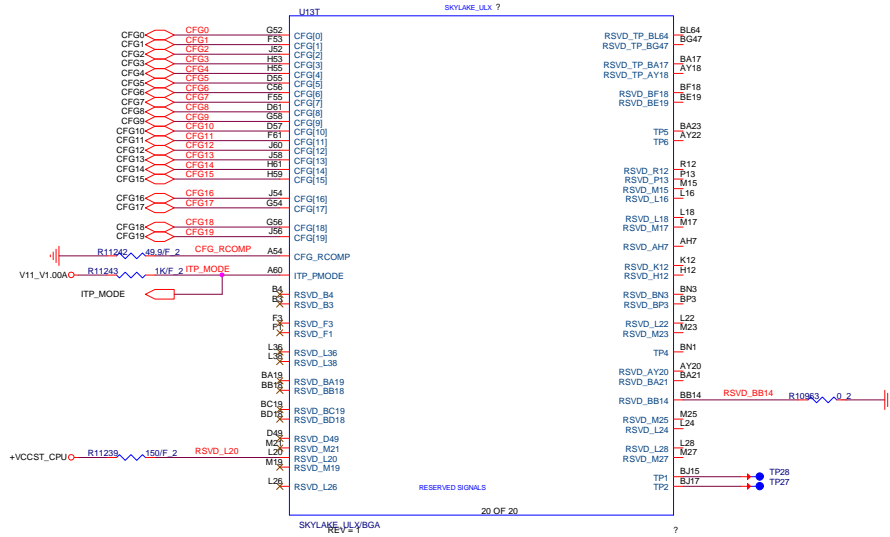 SKYLAKE_ULX ?
U13T
CFG0 CFG0 G52 CFG[0]
CFG1 CFG1 F53 CFG[1]
CFG2 CFG2 J52 CFG[2]
CFG3 CFG3 H53 CFG[3]
CFG4 CFG4 H55 CFG[4]
CFG5 CFG5 D55 CFG[5]
CFG6 CFG6 C56 CFG[6]
CFG7 CFG7 F55 CFG[7]
CFG8 CFG8 D61 CFG[8]
CFG9 CFG9 G58 CFG[9]
CFG10 CFG10 D57 CFG[10]
CFG11 CFG11 F61 CFG[11]
CFG12 CFG12 J60 CFG[12]
CFG13 CFG13 J58 CFG[13]
CFG14 CFG14 H61 CFG[14]
CFG15 CFG15 H59 CFG[15]
CFG16 CFG16 J54 CFG[16]
CFG17 CFG17 G54 CFG[17]
CFG18 CFG18 G56 CFG[18]
CFG19 CFG19 J56 CFG[19]
R11242 49.9/F_2 CFG_RCOMP A54 CFG_RCOMP
V11_V1.00A R11243 1K/F_2 ITP_MODE A60 ITP_PMODE
ITP_MODE
B4 RSVD_B4
B3 RSVD_B3
F3 RSVD_F3
F1 RSVD_F1
L36 RSVD_L36
L38 RSVD_L38
BA19 RSVD_BA19
BB18 RSVD_BB18
BC19 RSVD_BC19
BD18 RSVD_BD18
D49 RSVD_D49
M21 RSVD_M21
+VCCST_CPU R11239 150/F_2 RSVD_L20 L20 RSVD_L20
M19 RSVD_M19
L26 RSVD_L26
RSVD_TP_BL64 BL64
RSVD_TP_BG47 BG47
RSVD_TP_BA17 BA17
RSVD_TP_AY18 AY18
RSVD_BF18 BF18
RSVD_BE19 BE19
TP5 BA23
TP6 AY22
RSVD_R12 R12
RSVD_P13 P13
RSVD_M15 M15
RSVD_L16 L16
RSVD_L18 L18
RSVD_M17 M17
RSVD_AH7 AH7
RSVD_K12 K12
RSVD_H12 H12
RSVD_BN3 BN3
RSVD_BP3 BP3
RSVD_L22 L22
RSVD_M23 M23
TP4 BN1
RSVD_AY20 AY20
RSVD_BA21 BA21
RSVD_BB14 BB14 RSVD_BB14 R10963 0_2
RSVD_M25 M25
RSVD_L24 L24
RSVD_L28 L28
RSVD_M27 M27
TP1 BJ15 TP28
TP2 BJ17 TP27
RESERVED SIGNALS
20 OF 20
SKYLAKE_ULX/BGA
REV = 1 ?